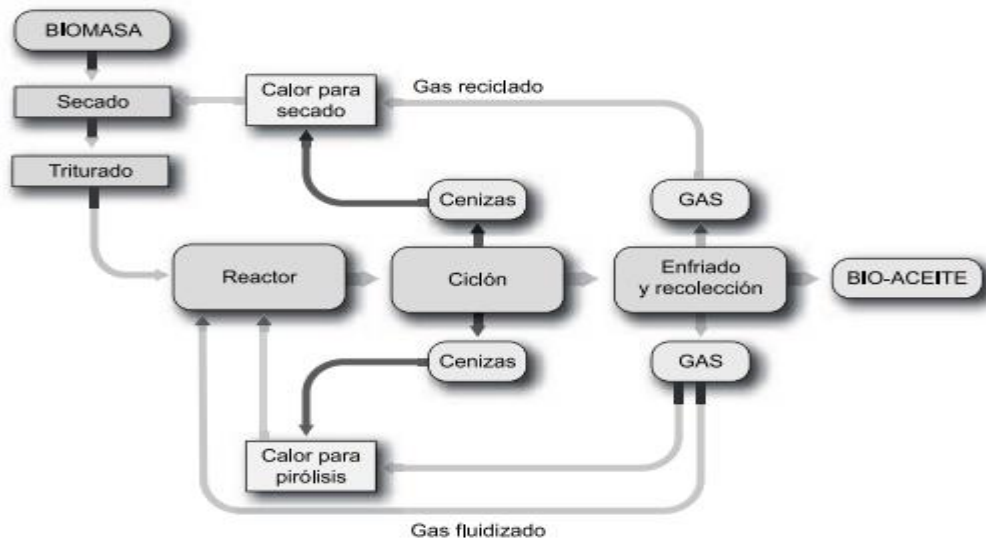 BIOMASA
Secado
Triturado
Calor para
secado
Gas reciclado
Cenizas
GAS
Reactor
Ciclón
Enfriado
y recolección
BIO-ACEITE
Cenizas
GAS
Calor para
pirólisis
Gas fluidizado